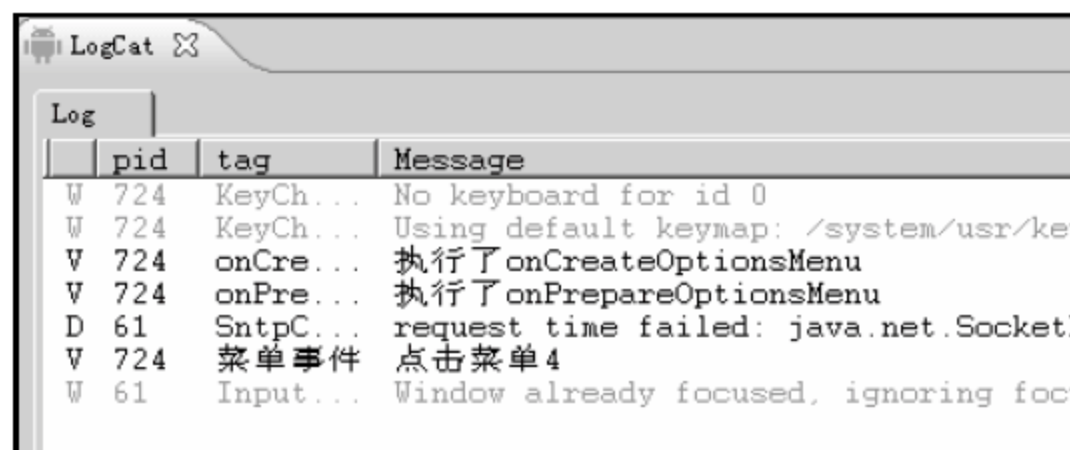 LogCat
Log
pid tag Message
W 724 KeyCh... No keyboard for id 0
W 724 KeyCh... Using default keymap: /system/usr/ke
V 724 onCre... 执行了onCreateOptionsMenu
V 724 onPre... 执行了onPrepareOptionsMenu
D 61 SntpC... request time failed: java.net.Socket
V 724 菜单事件 点击菜单4
W 61 Input... Window already focused, ignoring foc